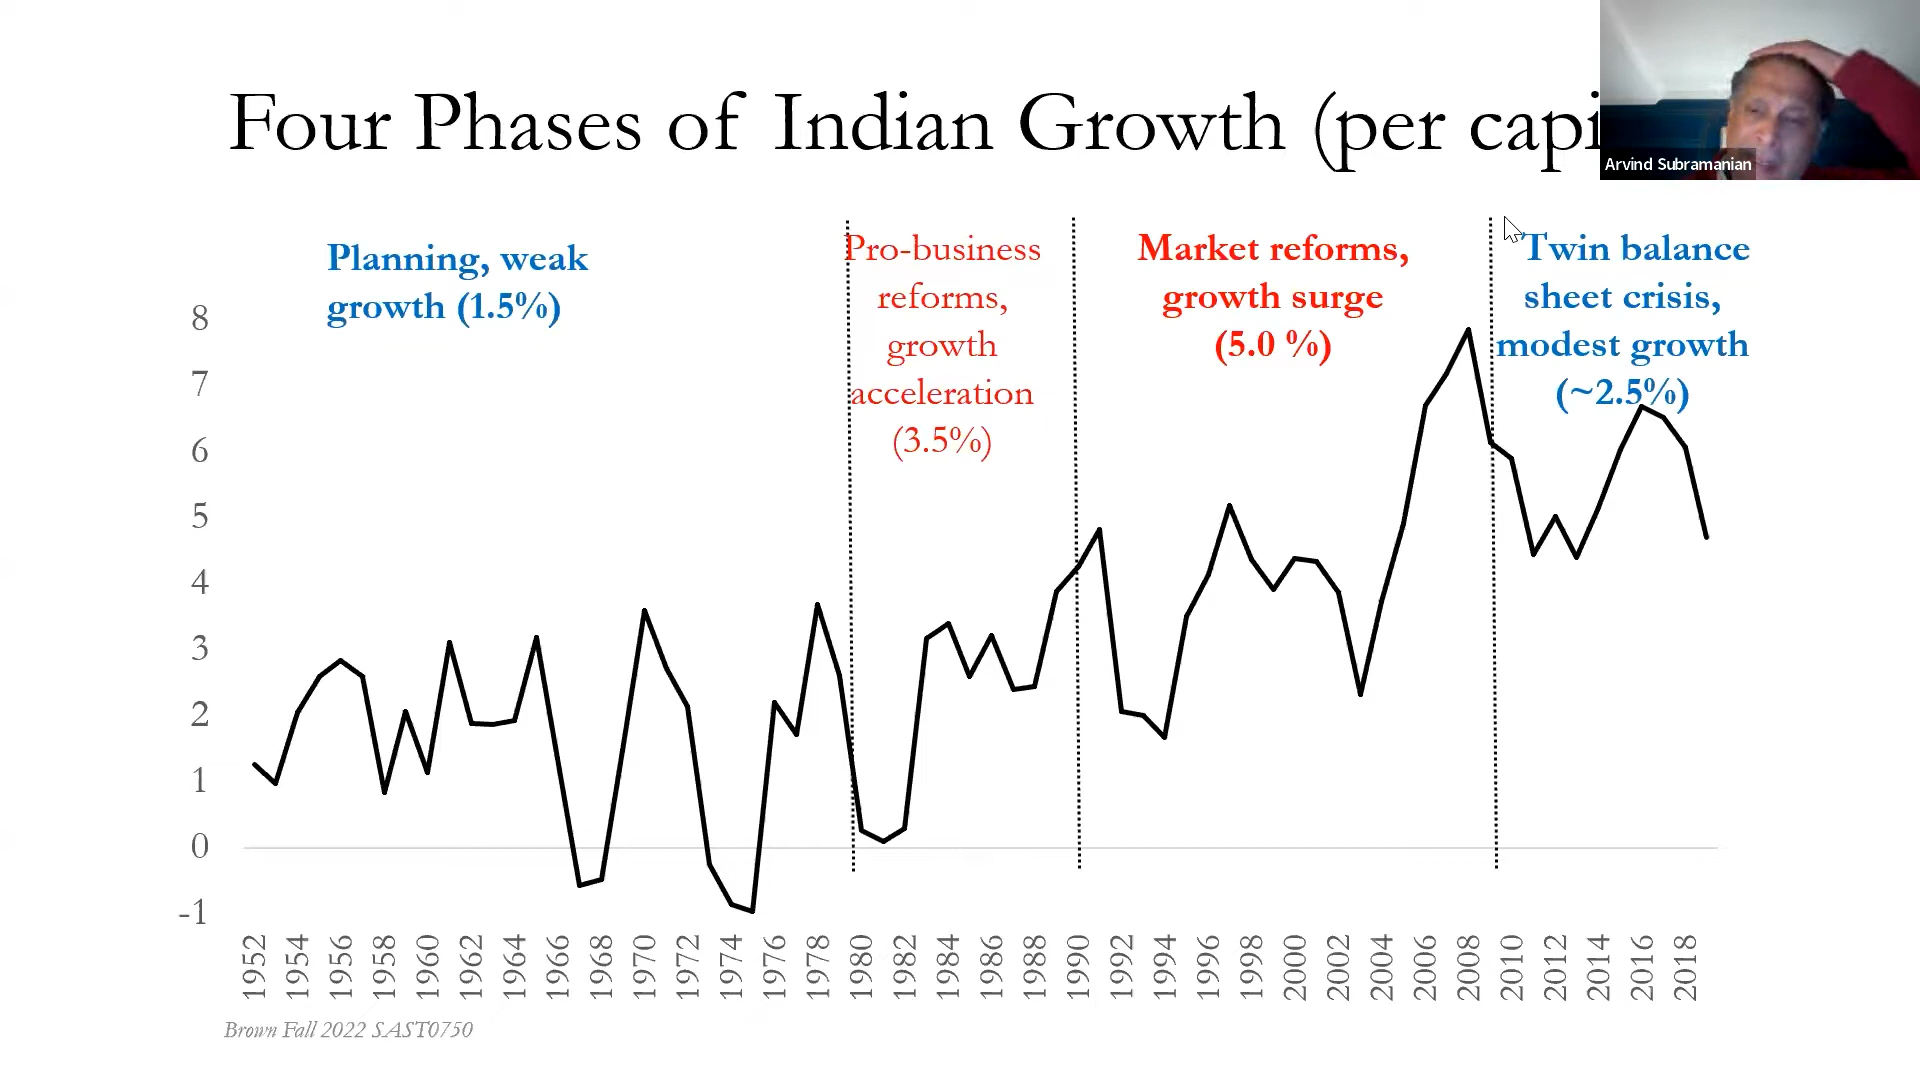 Four Phases of Indian Growth (per capi
Arvind Subramanian
Planning, weak
growth (1.5%)
Pro-business
reforms,
growth
acceleration
(3.5%)
Market reforms,
growth surge
(5.0 %)
Twin balance
sheet crisis,
modest growth
(~2.5%)
8
7
6
5
4
3
2
1
0
-1
1952 1954 1956 1958 1960 1962 1964 1966 1968 1970 1972 1974 1976 1978 1980 1982 1984 1986 1988 1990 1992 1994 1996 1998 2000 2002 2004 2006 2008 2010 2012 2014 2016 2018
Brown Fall 2022 SAST0750